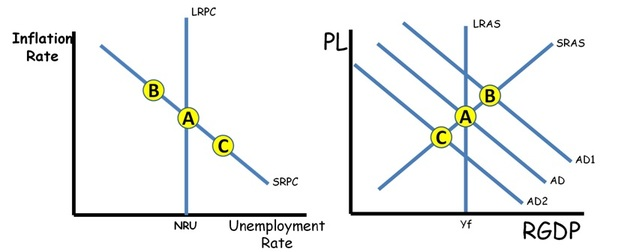 LRPC
Inflation
Rate
B
A
C
SRPC
NRU
Unemployment
Rate
PL
LRAS
SRAS
B
A
C
AD1
AD
AD2
Yf
RGDP